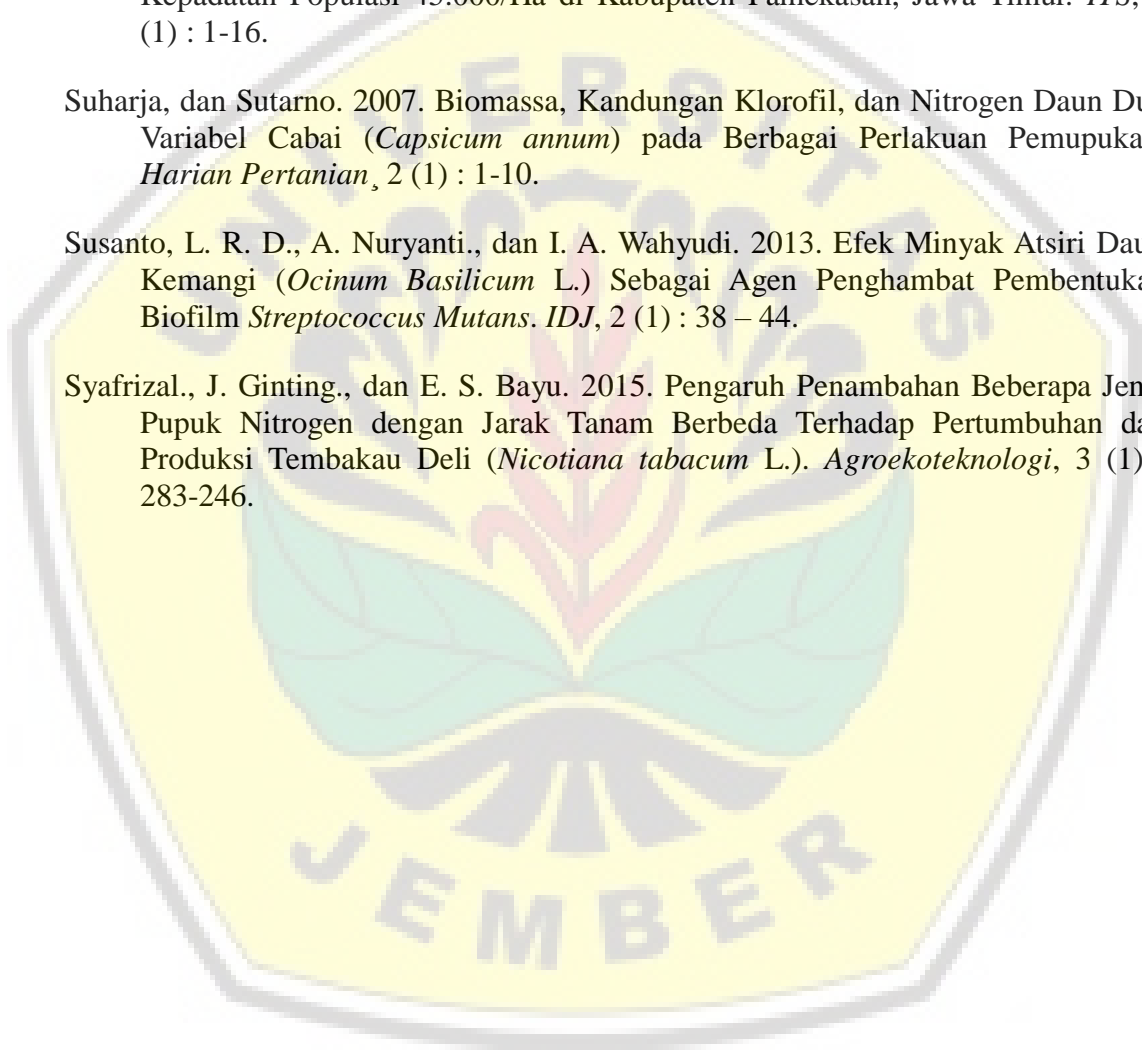 Kepadatan Populasi 45.000/Ha di Kabupaten Pamekasan, Jawa Timur. ITS,
(1) : 1-16.
Suharja, dan Sutarno. 2007. Biomassa, Kandungan Klorofil, dan Nitrogen Daun Du
Variabel Cabai (Capsicum annum) pada Berbagai Perlakuan Pemupuka
Harian Pertanian¸ 2 (1) : 1-10.
Susanto, L. R. D., A. Nuryanti., dan I. A. Wahyudi. 2013. Efek Minyak Atsiri Dau
Kemangi (Ocinum Basilicum L.) Sebagai Agen Penghambat Pembentuka
Biofilm Streptococcus Mutans. IDJ, 2 (1) : 38 – 44.
Syafrizal., J. Ginting., dan E. S. Bayu. 2015. Pengaruh Penambahan Beberapa Jen
Pupuk Nitrogen dengan Jarak Tanam Berbeda Terhadap Pertumbuhan da
Produksi Tembakau Deli (Nicotiana tabacum L.). Agroekoteknologi, 3 (1)
283-246.
UNIVERSITAS
JEMBER